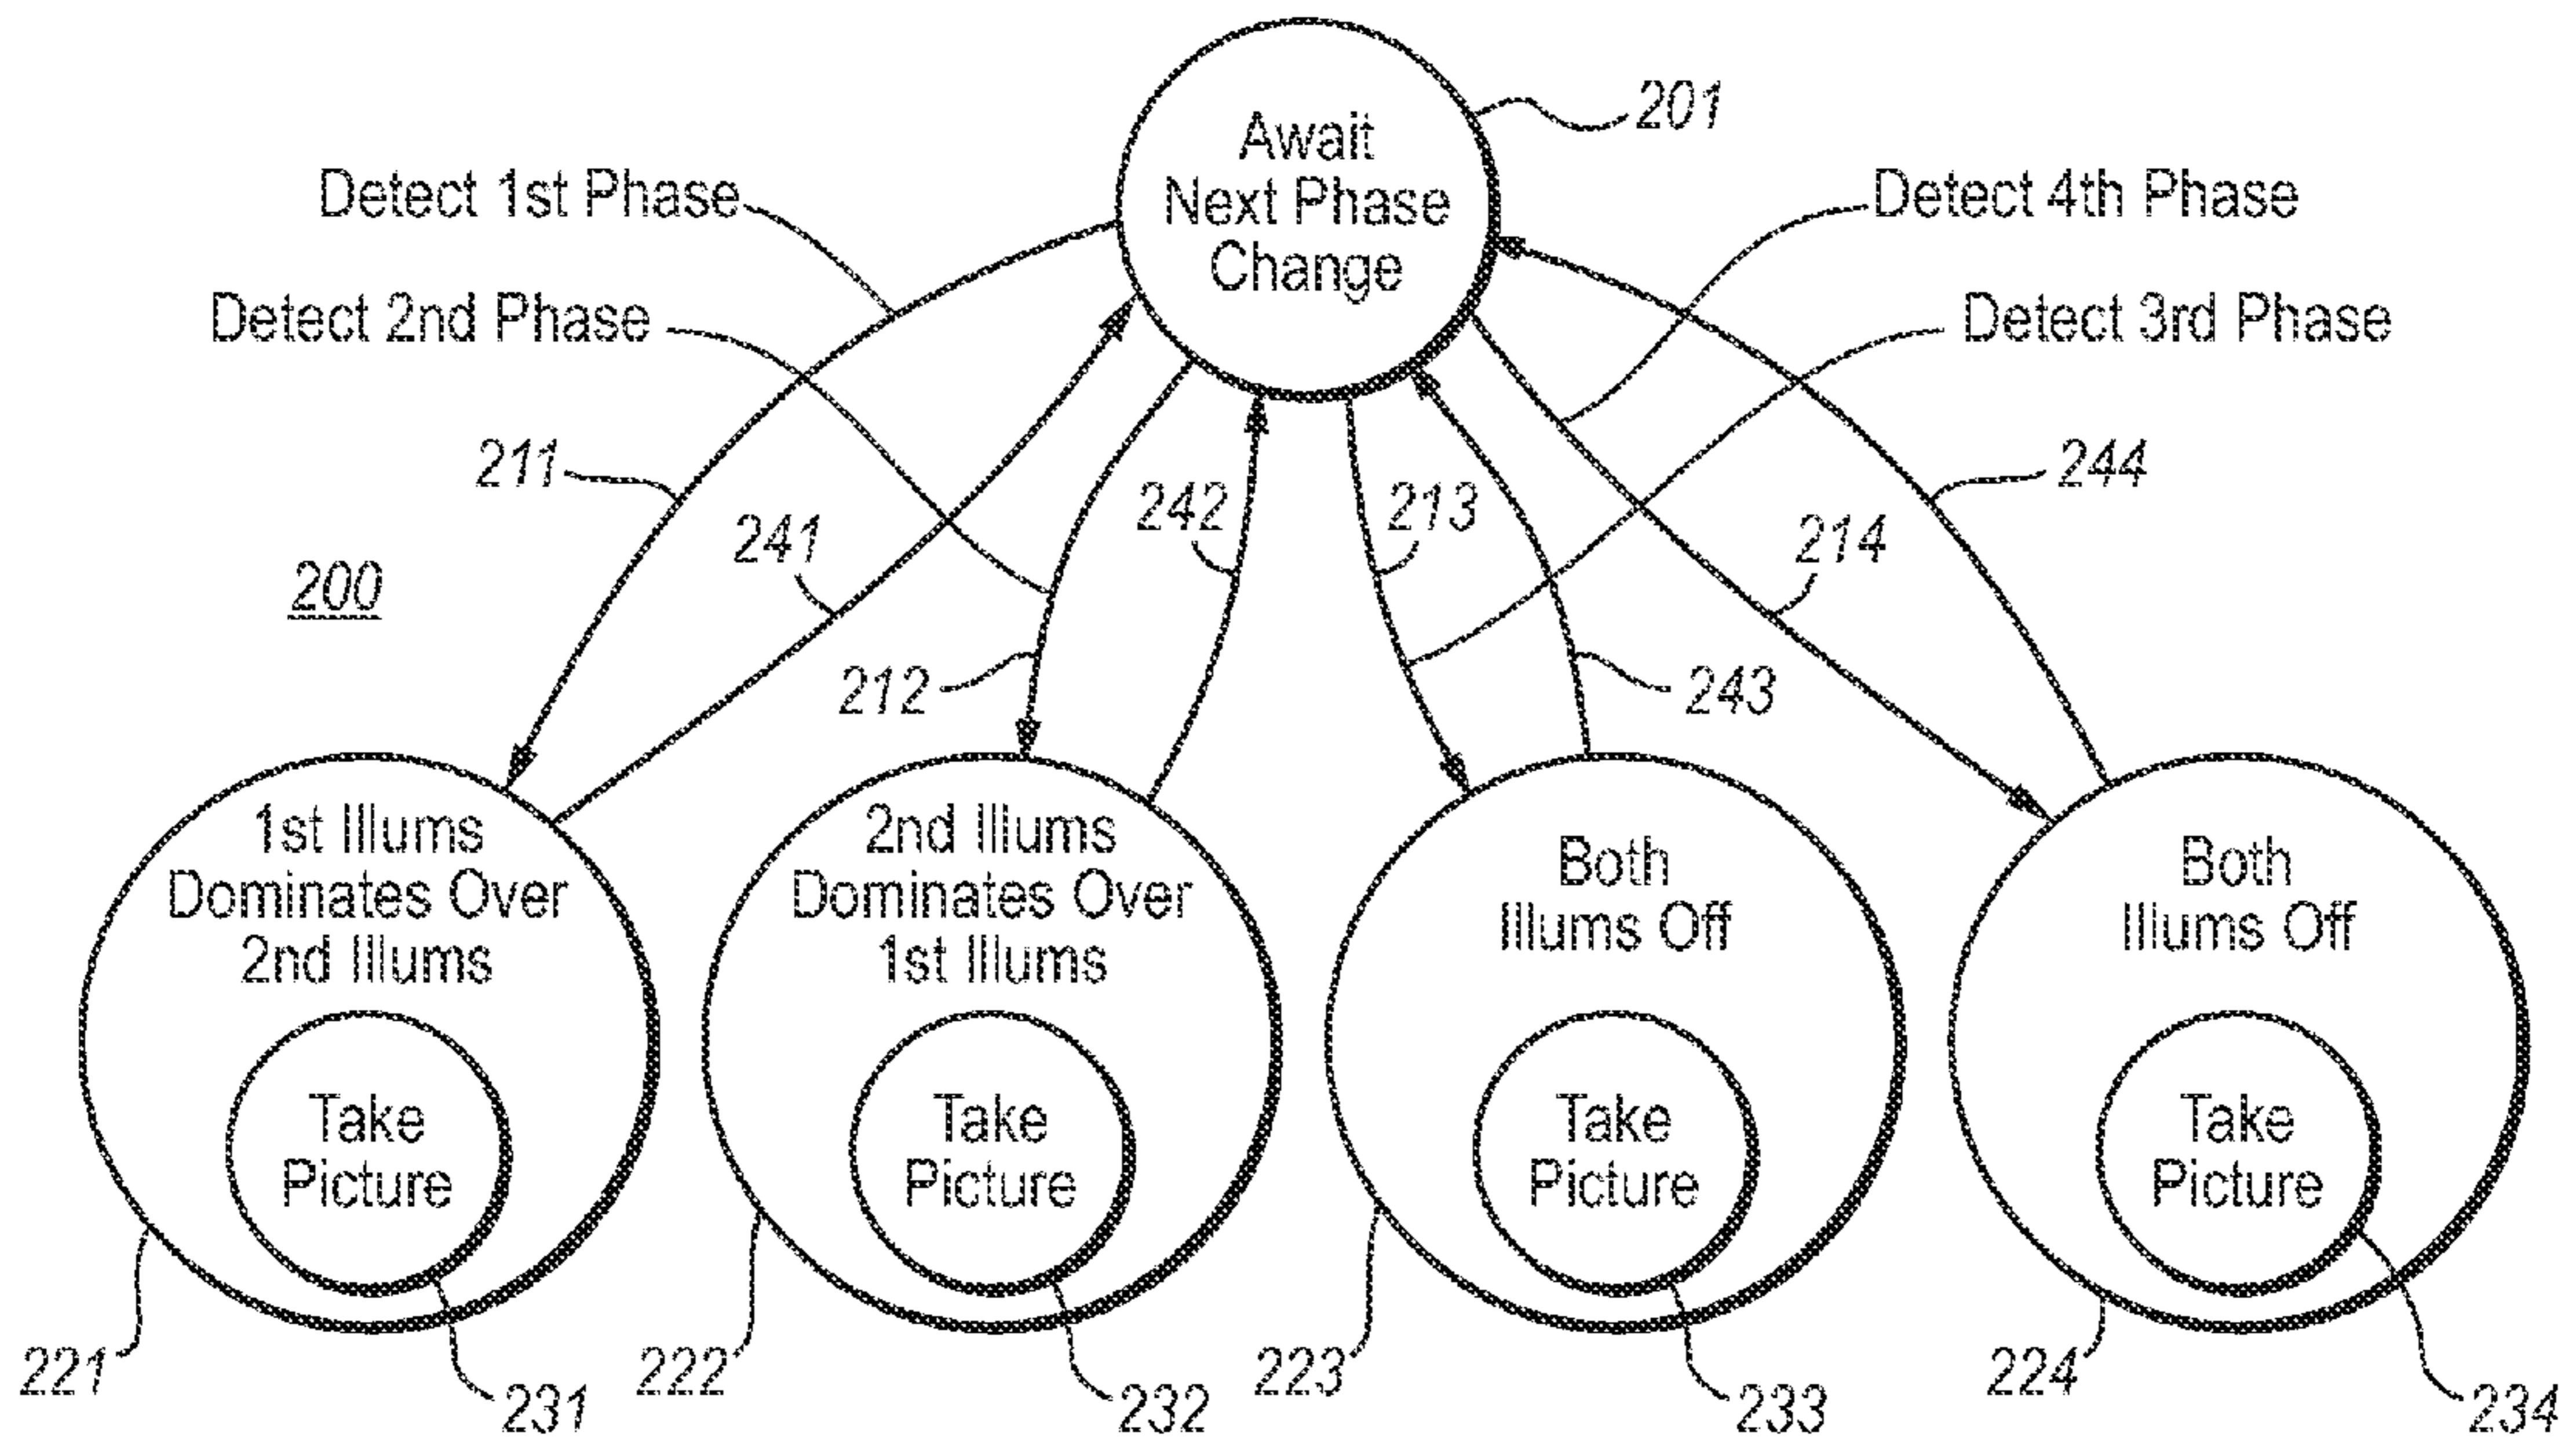 Await
Next Phase
Change
201
Detect 1st Phase
Detect 4th Phase
Detect 2nd Phase
Detect 3rd Phase
211
241
242
213
244
214
200
212
243
1st Illums
Dominates Over
2nd Illums
2nd Illums
Dominates Over
1st Illums
Both
Illums Off
Both
Illums Off
Take
Picture
Take
Picture
Take
Picture
Take
Picture
221
231
222
232
223
233
224
234